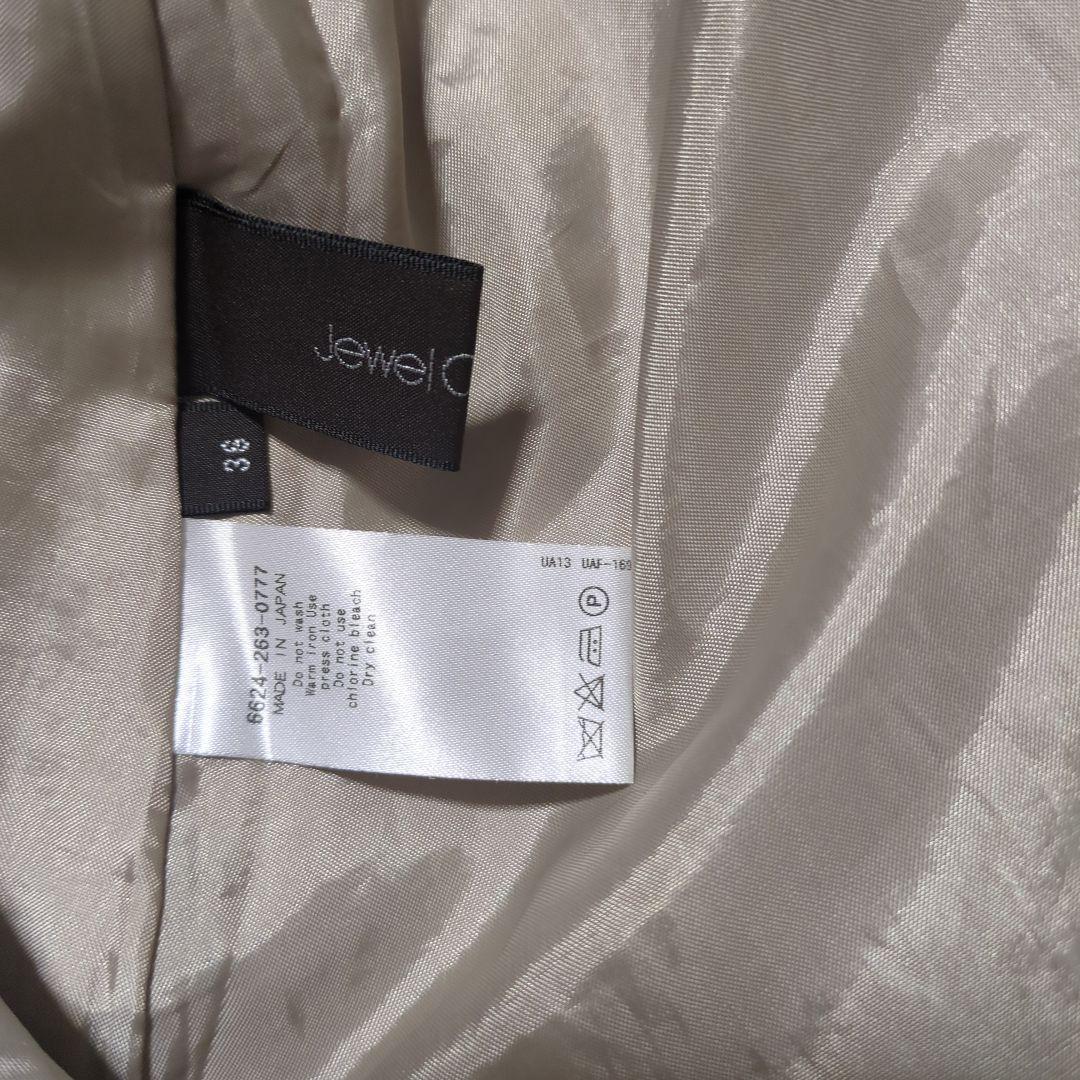 Jewel C
36
6624-263-0777
MADE IN JAPAN
Do not wash
Warm iron Use
press cloth
Do not use
chlorine bleach
Dry clean
UA13 UAF-169
P